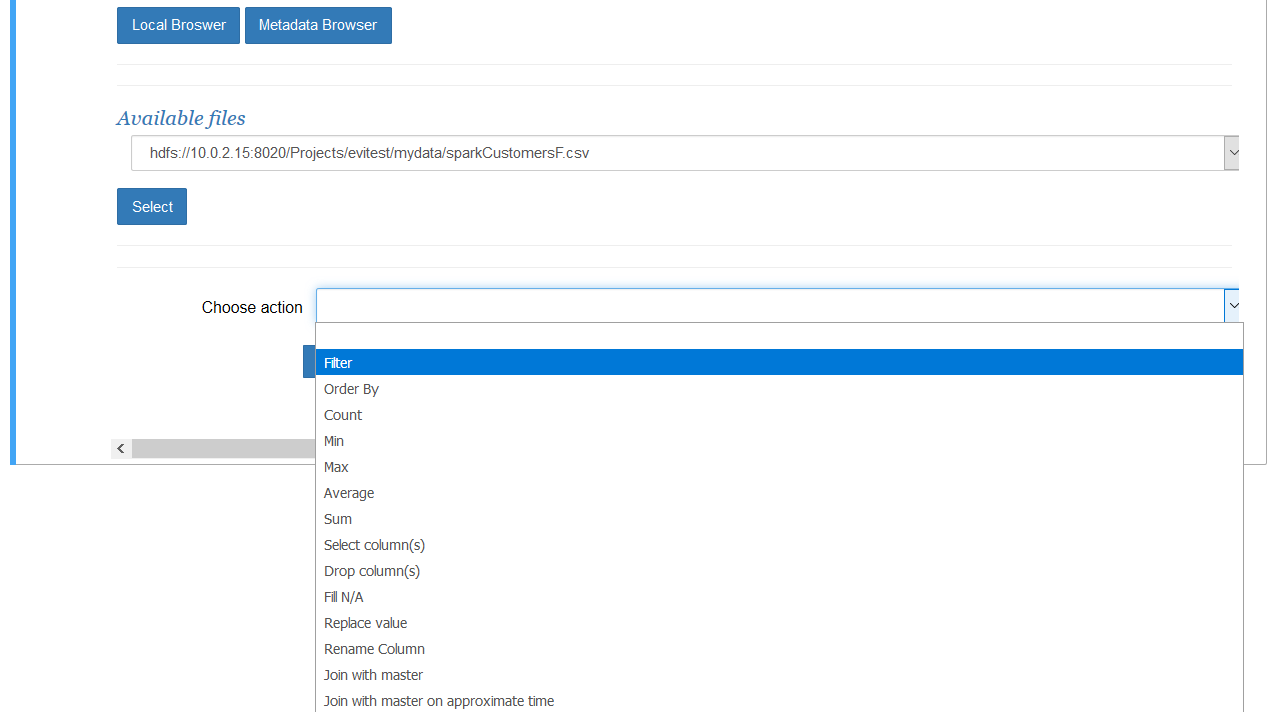 Local Broswer Metadata Browser
Available files
hdfs://10.0.2.15:8020/Projects/evitest/mydata/sparkCustomersF.csv
Select
Choose action
Filter
Order By
Count
Min
Max
Average
Sum
Select column(s)
Drop column(s)
Fill N/A
Replace value
Rename Column
Join with master
Join with master on approximate time